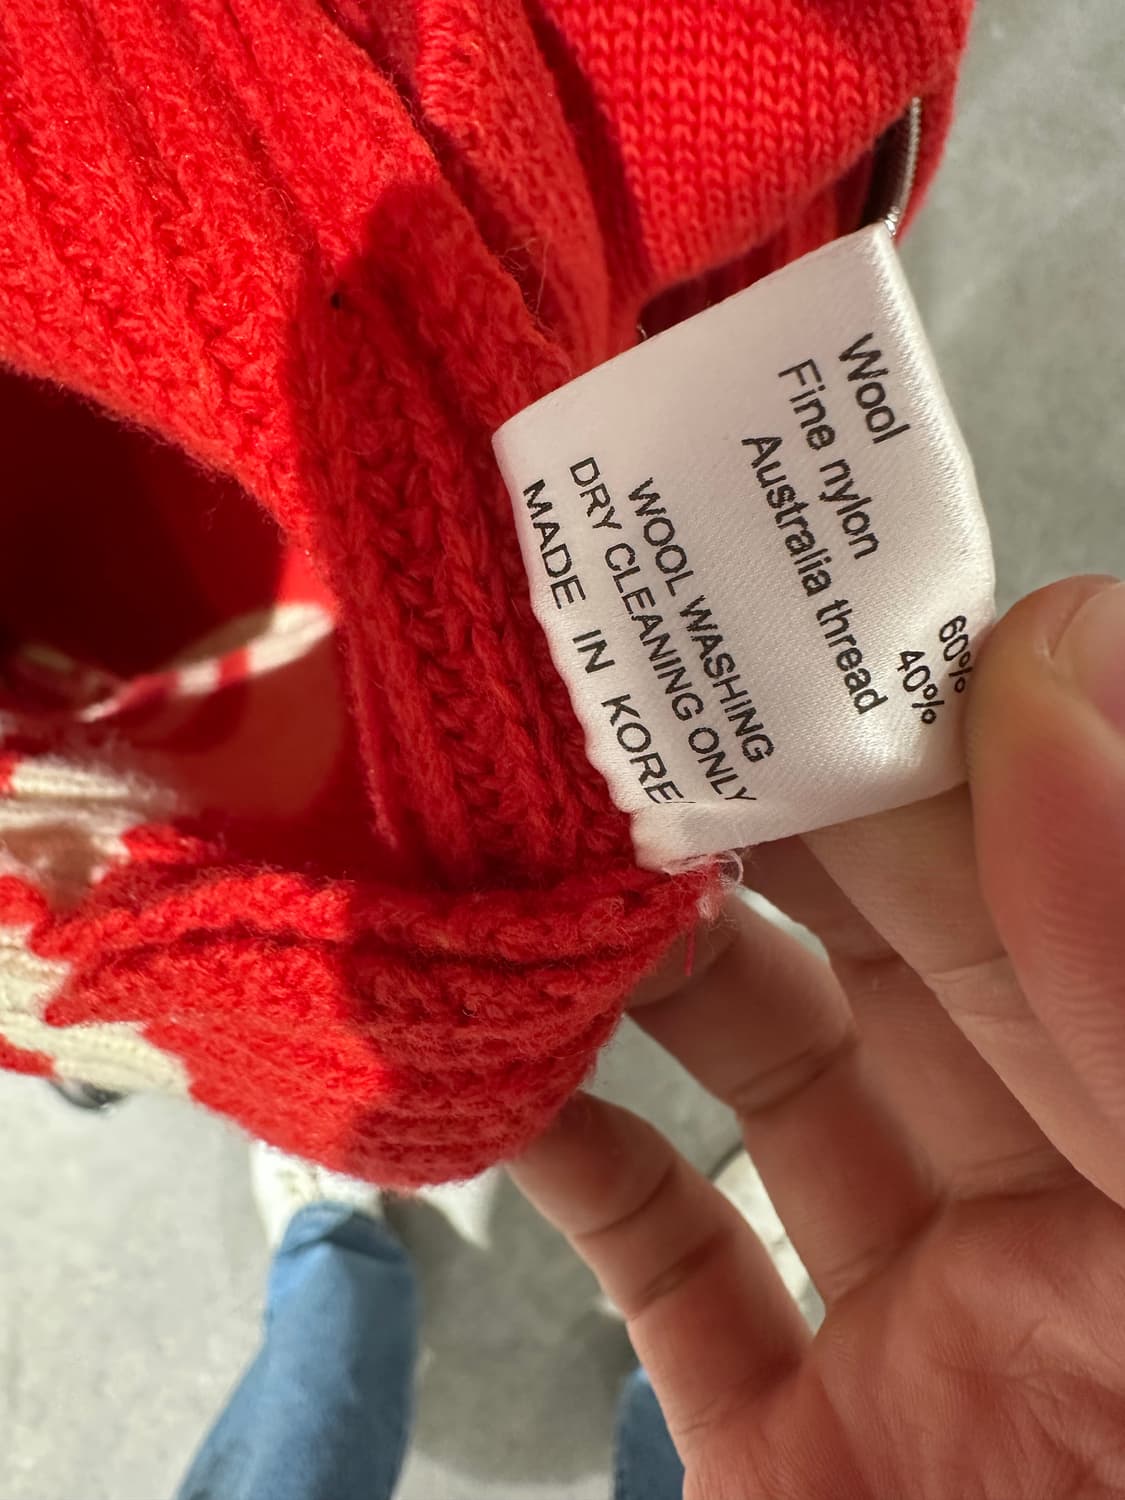 Wool 60%
Fine nylon 40%
Australia thread
WOOL WASHING
DRY CLEANING ONLY
MADE IN KORE